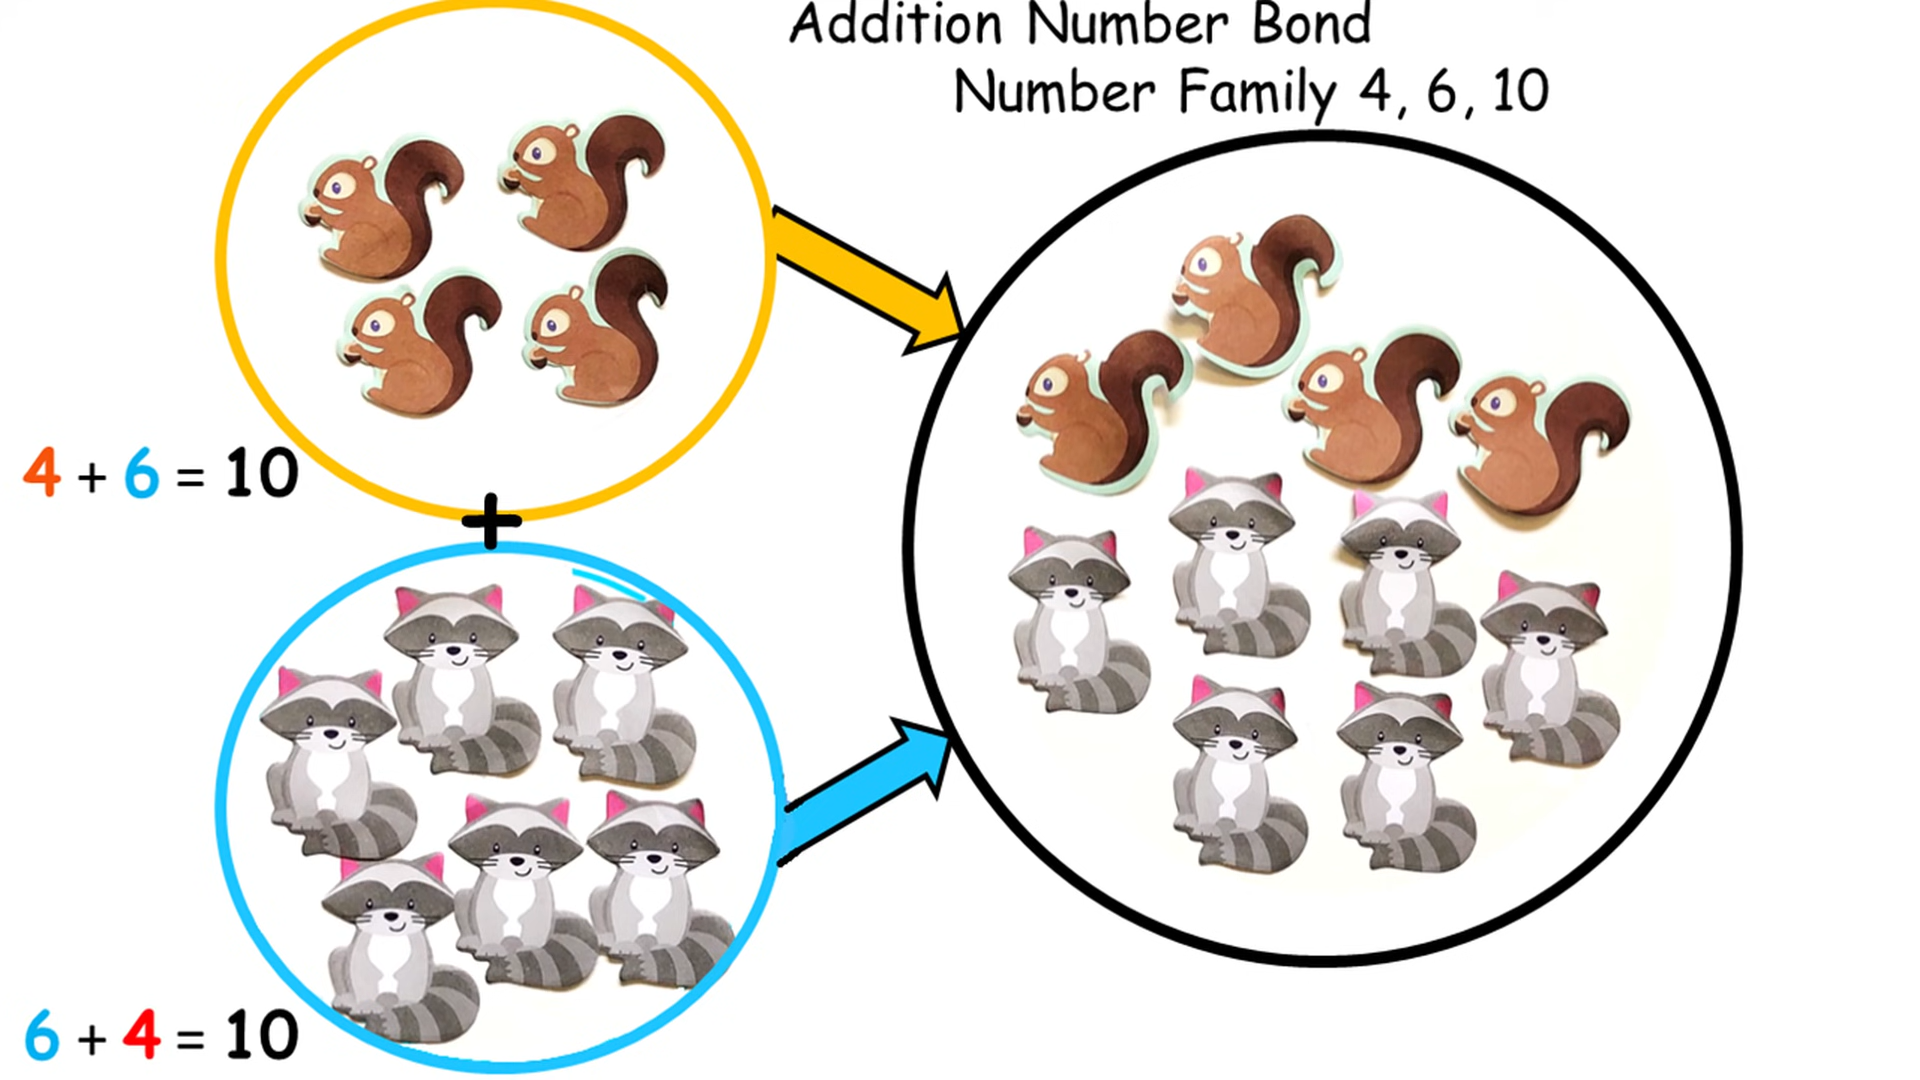 Addition Number Bond
Number Family 4, 6, 10
4 + 6 = 10
+
6 + 4 = 10